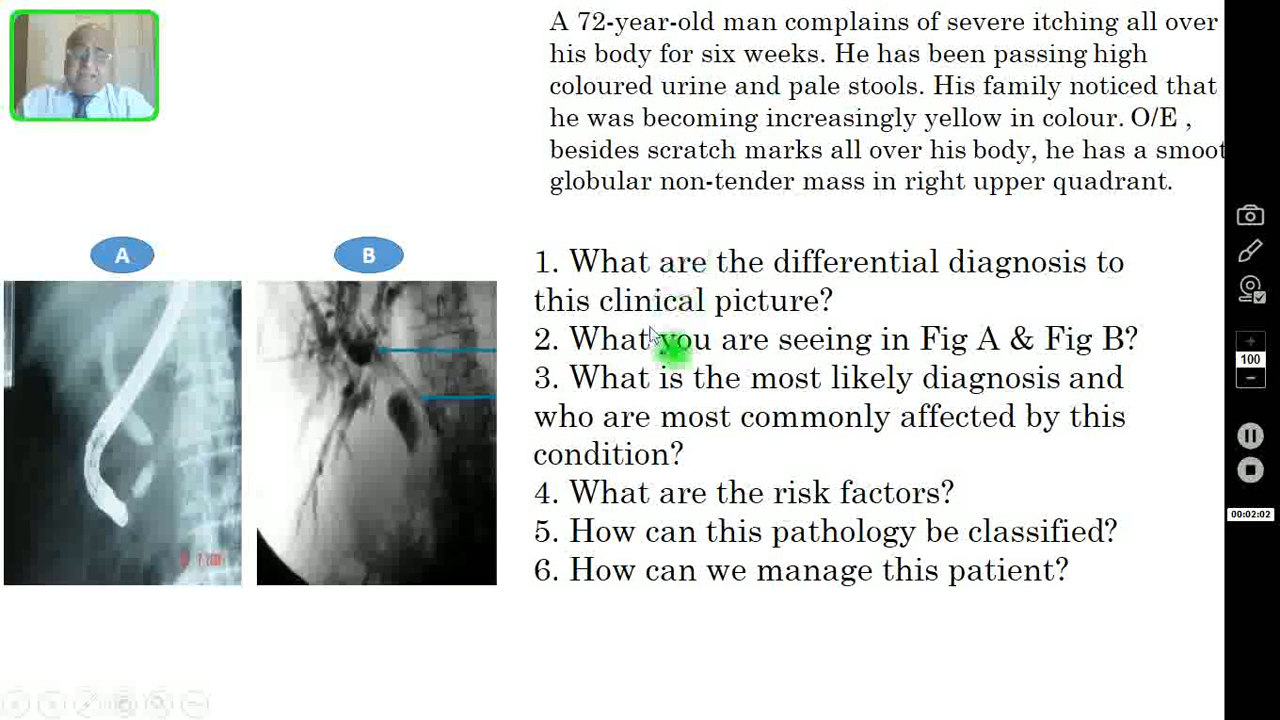 A 72-year-old man complains of severe itching all over
his body for six weeks. He has been passing high
coloured urine and pale stools. His family noticed that
he was becoming increasingly yellow in colour. O/E ,
besides scratch marks all over his body, he has a smoot
globular non-tender mass in right upper quadrant.
A
B
1. What are the differential diagnosis to
this clinical picture?
2. What you are seeing in Fig A & Fig B?
3. What is the most likely diagnosis and
who are most commonly affected by this
condition?
4. What are the risk factors?
5. How can this pathology be classified?
6. How can we manage this patient?
100
00:02:02